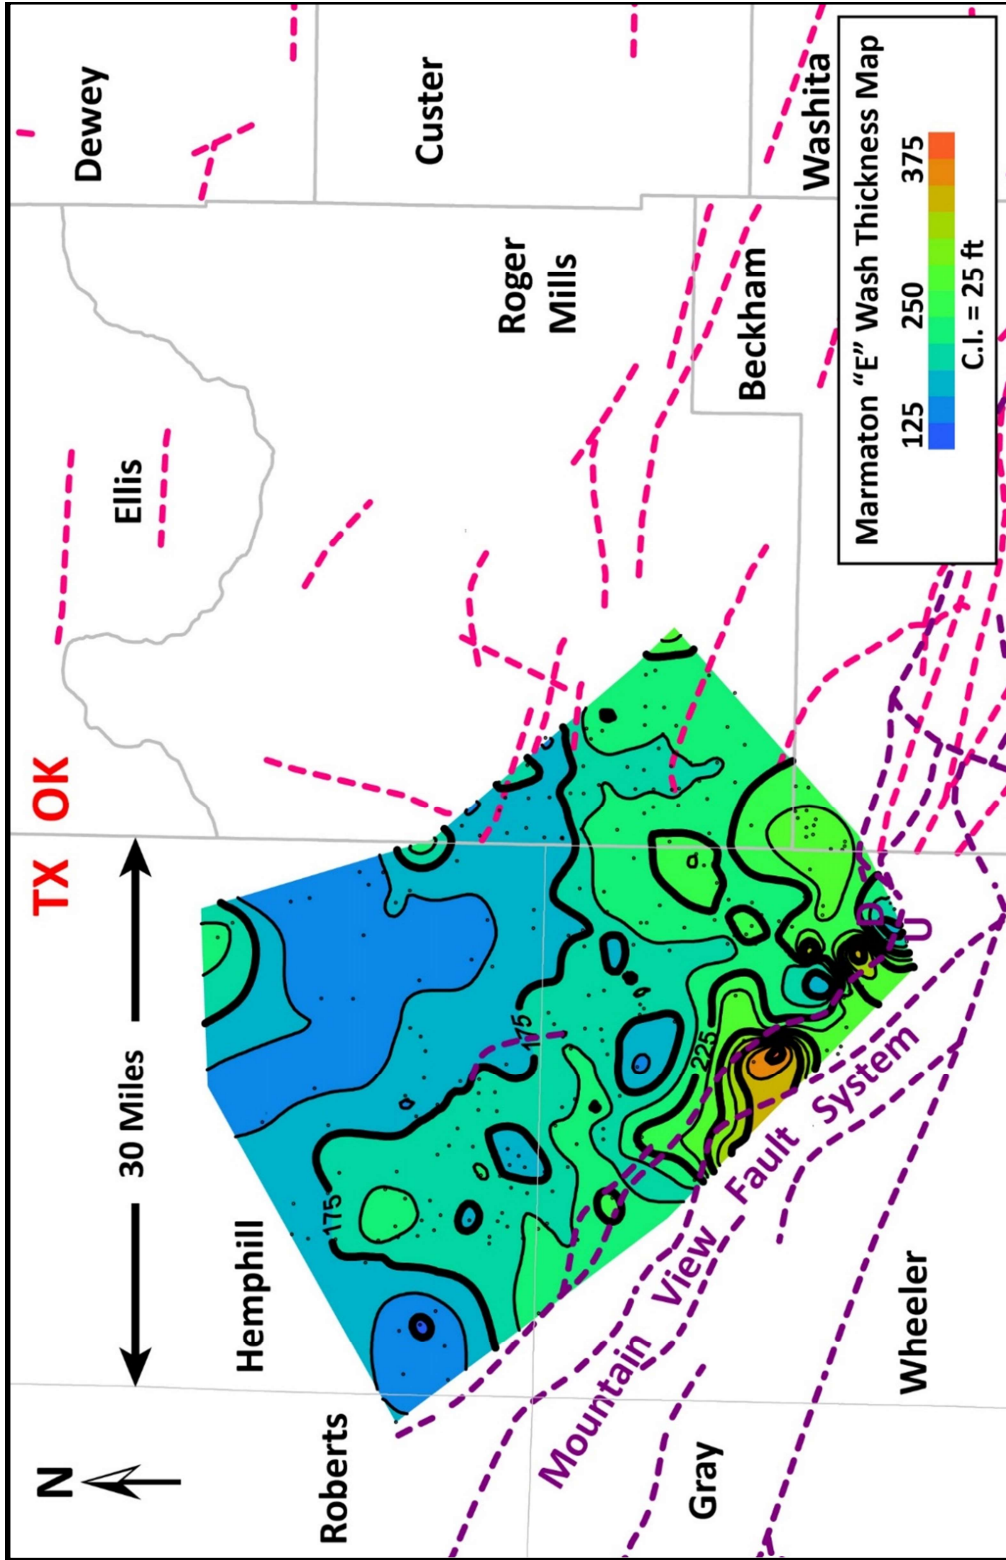 N
30 Miles
TX OK
Dewey
Ellis
Hemphill
Roberts
Custer
Roger
Mills
175
175
225
Gray
Mountain View Fault System
Beckham
Washita
Wheeler
D
U
Marmaton “E” Wash Thickness Map
125 250 375
C.I. = 25 ft